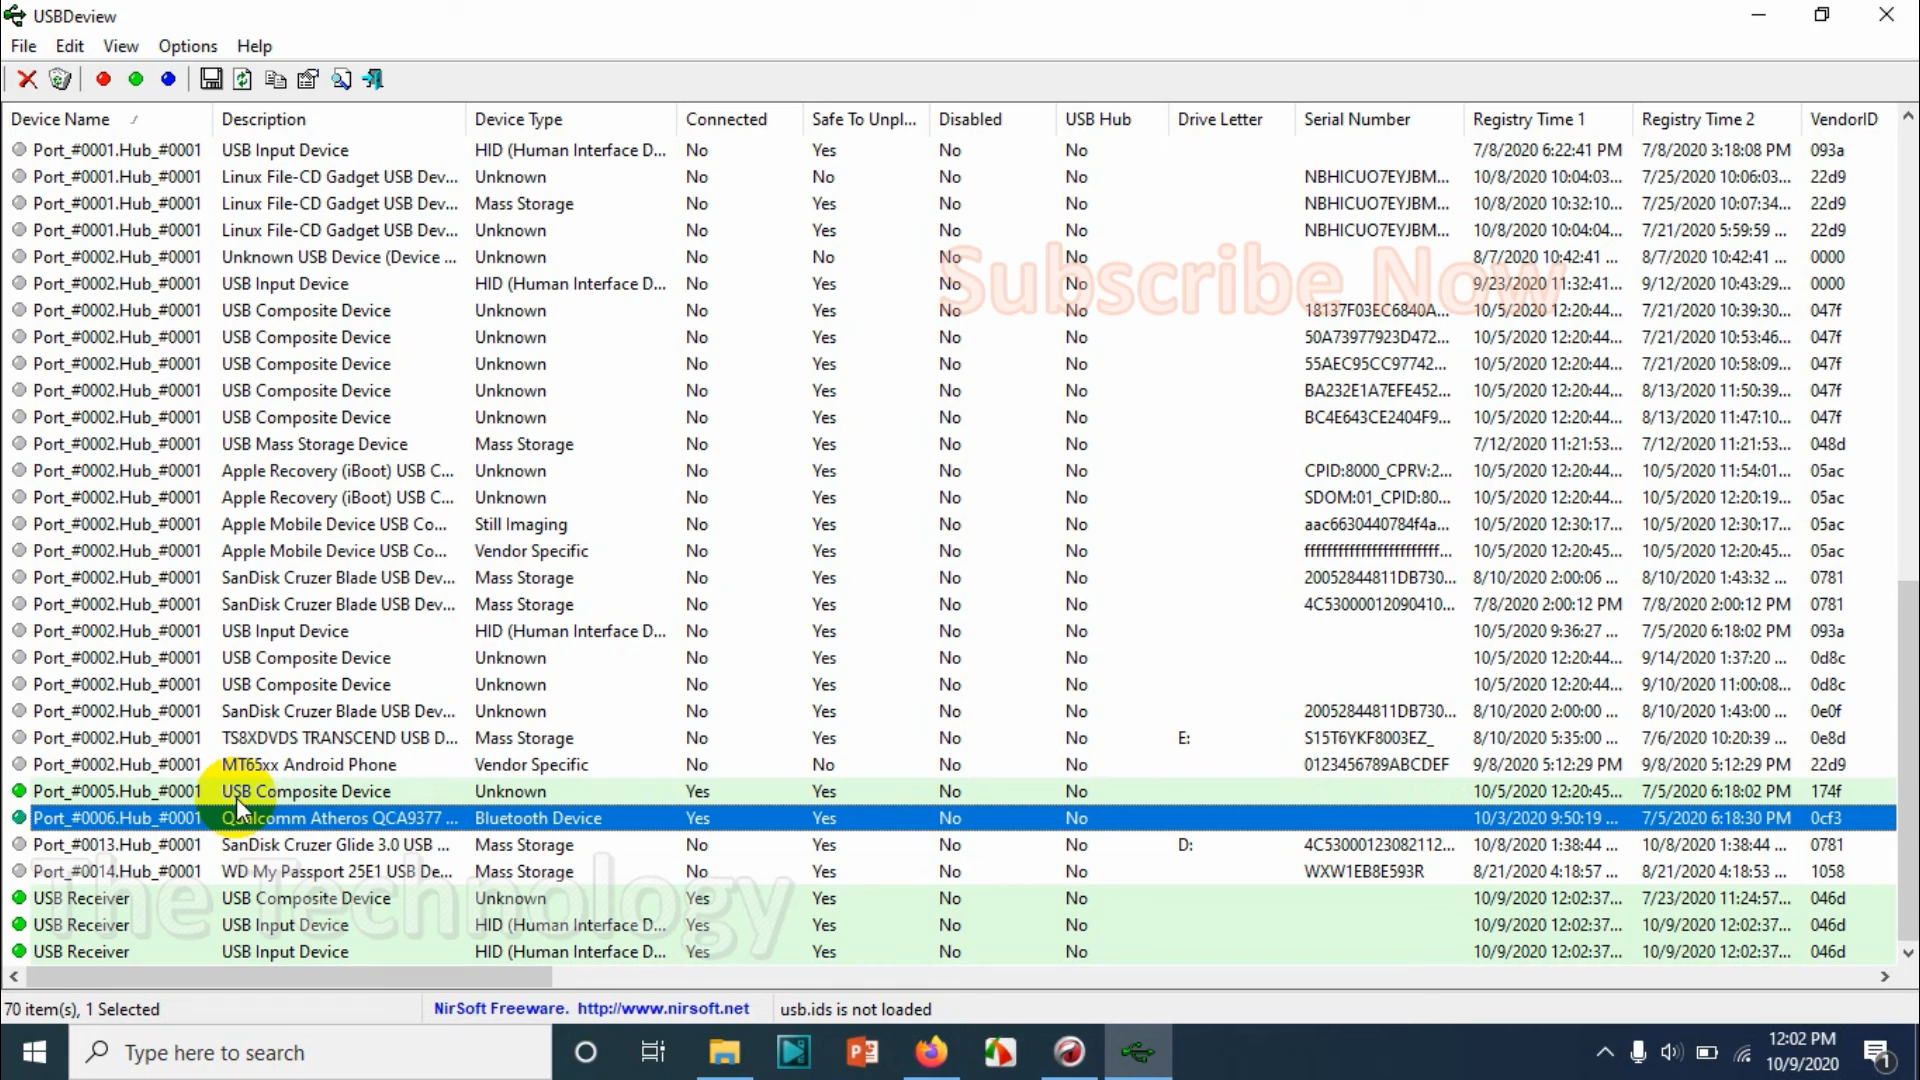 USBDeview
File Edit View Options Help
Device Name Description Device Type Connected Safe To Unpl... Disabled USB Hub Drive Letter Serial Number Registry Time 1 Registry Time 2 VendorID
Port_#0001.Hub_#0001 USB Input Device HID (Human Interface D... No Yes No No 7/8/2020 6:22:41 PM 7/8/2020 3:18:08 PM 093a
Port_#0001.Hub_#0001 Linux File-CD Gadget USB Dev... Unknown No No No No NBHICUO7EYJBM... 10/8/2020 10:04:03... 7/25/2020 10:06:03... 22d9
Port_#0001.Hub_#0001 Linux File-CD Gadget USB Dev... Mass Storage No Yes No No NBHICUO7EYJBM... 10/8/2020 10:32:10... 7/25/2020 10:07:34... 22d9
Port_#0001.Hub_#0001 Linux File-CD Gadget USB Dev... Unknown No Yes No No NBHICUO7EYJBM... 10/8/2020 10:04:04... 7/21/2020 5:59:59 ... 22d9
Port_#0001.Hub_#0001 Unknown USB Device (Device ... Unknown No No No No 8/7/2020 10:42:41 ... 8/7/2020 10:42:41 ... 0000
Subscribe Now
Port_#0001.Hub_#0001 USB Input Device HID (Human Interface D... No Yes No No 9/23/2020 11:32:41... 9/12/2020 10:43:29... 0000
Port_#0002.Hub_#0001 USB Composite Device Unknown No Yes No No 18137F03EC6840A... 10/5/2020 12:20:44... 7/21/2020 10:39:30... 047f
Port_#0002.Hub_#0001 USB Composite Device Unknown No Yes No No 50A73977923D472... 10/5/2020 12:20:44... 7/21/2020 10:53:46... 047f
Port_#0002.Hub_#0001 USB Composite Device Unknown No Yes No No 55AEC95CC97742... 10/5/2020 12:20:44... 7/21/2020 10:58:09... 047f
Port_#0002.Hub_#0001 USB Composite Device Unknown No Yes No No BA232E1A7EFE452... 10/5/2020 12:20:44... 8/13/2020 11:50:39... 047f
Port_#0002.Hub_#0001 USB Composite Device Unknown No Yes No No BC4E643CE2404F9... 10/5/2020 12:20:44... 8/13/2020 11:47:10... 047f
Port_#0002.Hub_#0001 USB Mass Storage Device Mass Storage No Yes No No 7/12/2020 11:21:53... 7/12/2020 11:21:53... 048d
Port_#0002.Hub_#0001 Apple Recovery (iBoot) USB C... Unknown No Yes No No CPID:8000_CPRV:2... 10/5/2020 12:20:44... 10/5/2020 11:54:01... 05ac
Port_#0002.Hub_#0001 Apple Recovery (iBoot) USB C... Unknown No Yes No No SDOM:01_CPID:80... 10/5/2020 12:20:44... 10/5/2020 12:20:19... 05ac
Port_#0002.Hub_#0001 Apple Mobile Device USB Co... Still Imaging No Yes No No aac6630440784f4a... 10/5/2020 12:30:17... 10/5/2020 12:30:17... 05ac
Port_#0002.Hub_#0001 Apple Mobile Device USB Co... Vendor Specific No Yes No No ffffffffffffffffffffffff... 10/5/2020 12:20:45... 10/5/2020 12:20:45... 05ac
Port_#0002.Hub_#0001 SanDisk Cruzer Blade USB Dev... Mass Storage No Yes No No 20052844811DB730... 8/10/2020 2:00:06 ... 8/10/2020 1:43:32 ... 0781
Port_#0002.Hub_#0001 SanDisk Cruzer Blade USB Dev... Mass Storage No Yes No No 4C53000012090410... 7/8/2020 2:00:12 PM 7/8/2020 2:00:12 PM 0781
Port_#0002.Hub_#0001 USB Input Device HID (Human Interface D... No Yes No No 10/5/2020 9:36:27 ... 7/5/2020 6:18:02 PM 093a
Port_#0002.Hub_#0001 USB Composite Device Unknown No Yes No No 10/5/2020 12:20:44... 9/14/2020 1:37:20 ... 0d8c
Port_#0002.Hub_#0001 USB Composite Device Unknown No Yes No No 10/5/2020 12:20:44... 9/10/2020 11:00:08... 0d8c
Port_#0002.Hub_#0001 SanDisk Cruzer Blade USB Dev... Unknown No Yes No No 20052844811DB730... 8/10/2020 2:00:00 ... 8/10/2020 1:43:00 ... 0e0f
Port_#0002.Hub_#0001 TS8XDVDS TRANSCEND USB D... Mass Storage No Yes No No E: S15T6YKF8003EZ_ 8/10/2020 5:35:00 ... 7/6/2020 10:20:39 ... 0e8d
Port_#0002.Hub_#0001 MT65xx Android Phone Vendor Specific No No No No 0123456789ABCDEF 9/8/2020 5:12:29 PM 9/8/2020 5:12:29 PM 22d9
Port_#0005.Hub_#0001 USB Composite Device Unknown Yes Yes No No 10/5/2020 12:20:45... 7/5/2020 6:18:02 PM 174f
Port_#0006.Hub_#0001 Qualcomm Atheros QCA9377 ... Bluetooth Device Yes Yes No No 10/3/2020 9:50:19 ... 7/5/2020 6:18:30 PM 0cf3
Port_#0013.Hub_#0001 SanDisk Cruzer Glide 3.0 USB ... Mass Storage No Yes No No D: 4C53000123082112... 10/8/2020 1:38:44 ... 10/8/2020 1:38:44 ... 0781
Port_#0014.Hub_#0001 WD My Passport 25E1 USB De... Mass Storage No Yes No No WXW1EB8E593R 8/21/2020 4:18:57 ... 8/21/2020 4:18:53 ... 1058
The Technology
USB Receiver USB Composite Device Unknown Yes Yes No No 10/9/2020 12:02:37... 7/23/2020 11:24:57... 046d
USB Receiver USB Input Device HID (Human Interface D... Yes Yes No No 10/9/2020 12:02:37... 10/9/2020 12:02:37... 046d
USB Receiver USB Input Device HID (Human Interface D... Yes Yes No No 10/9/2020 12:02:37... 10/9/2020 12:02:37... 046d
70 item(s), 1 Selected NirSoft Freeware. http://www.nirsoft.net usb.ids is not loaded
Type here to search 12:02 PM
10/9/2020 1